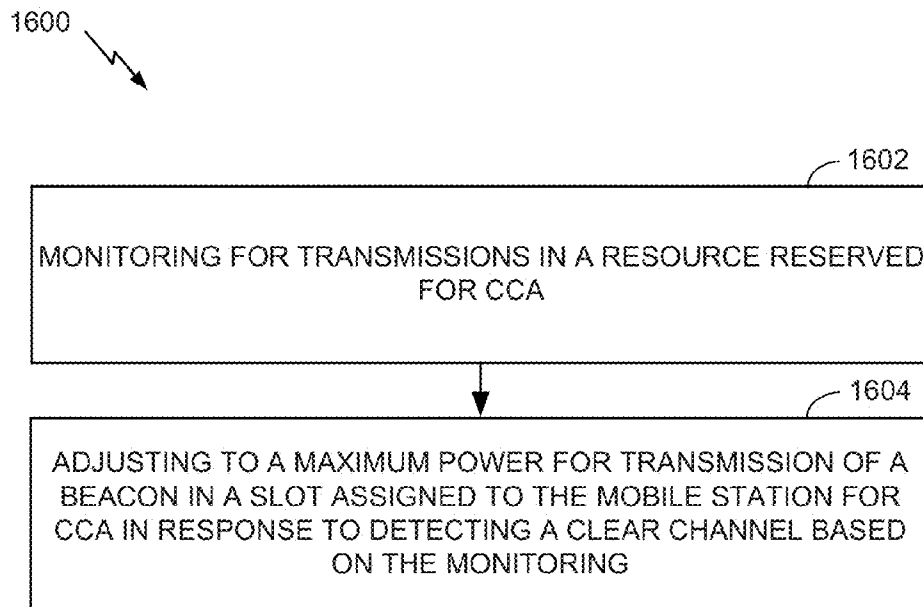 1600
1602
MONITORING FOR TRANSMISSIONS IN A RESOURCE RESERVED
FOR CCA
1604
ADJUSTING TO A MAXIMUM POWER FOR TRANSMISSION OF A
BEACON IN A SLOT ASSIGNED TO THE MOBILE STATION FOR
CCA IN RESPONSE TO DETECTING A CLEAR CHANNEL BASED
ON THE MONITORING